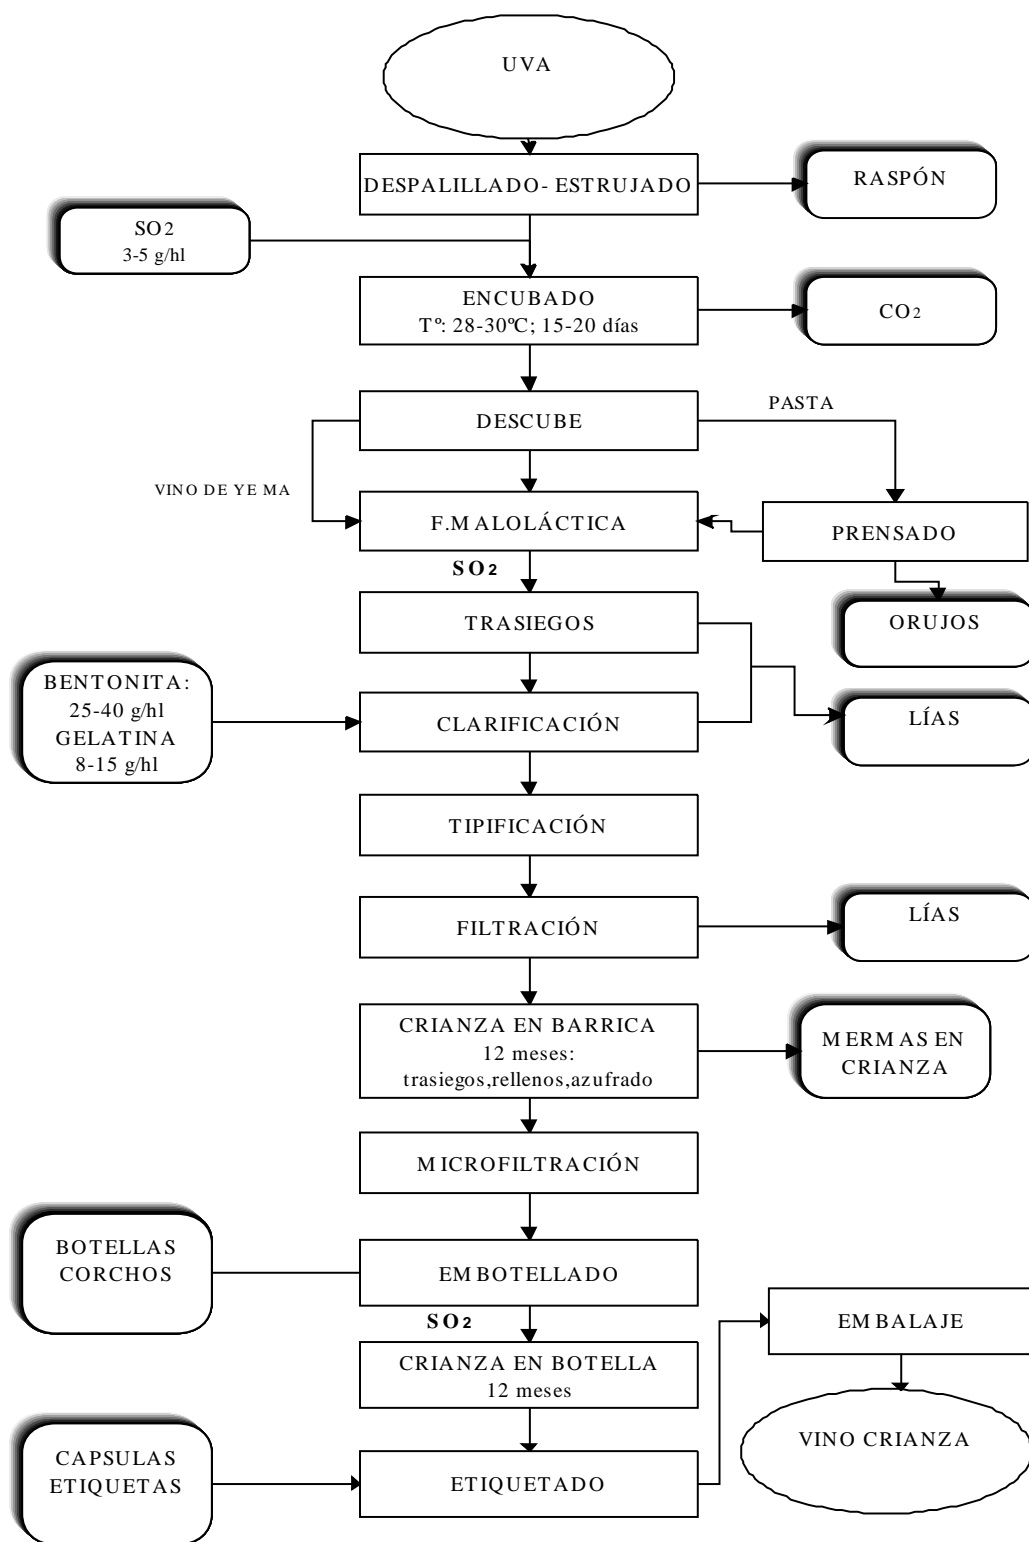 UVA
DESPALILLADO- ESTRUJADO
RASPÓN
SO2
3-5 g/hl
ENCUBADO
Tº: 28-30ºC; 15-20 días
CO2
DESCUBE
PASTA
VINO DE YE MA
F.MALOLÁCTICA
PRENSADO
SO2
TRASIEGOS
ORUJOS
BENTONITA:
25-40 g/hl
GELATINA
8-15 g/hl
CLARIFICACIÓN
LÍAS
TIPIFICACIÓN
FILTRACIÓN
LÍAS
CRIANZA EN BARRICA
12 meses:
trasiegos,rellenos,azufrado
MERMAS EN
CRIANZA
MICROFILTRACIÓN
BOTELLAS
CORCHOS
EMBOTELLADO
SO2
EMBALAJE
CRIANZA EN BOTELLA
12 meses
VINO CRIANZA
CAPSULAS
ETIQUETAS
ETIQUETADO